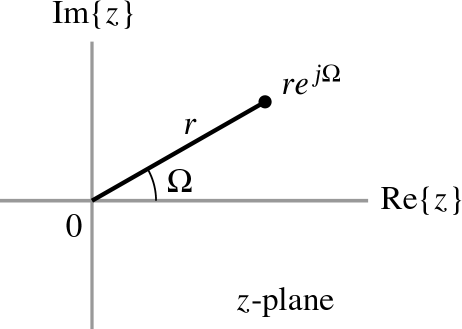 Im{z}
re^{jΩ}
r
Ω
Re{z}
0
z-plane